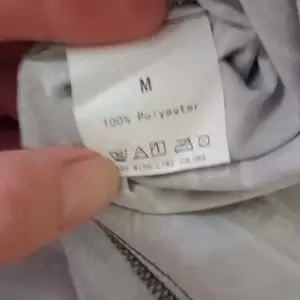 M
100% Polyester
WITH LIKE COLORS